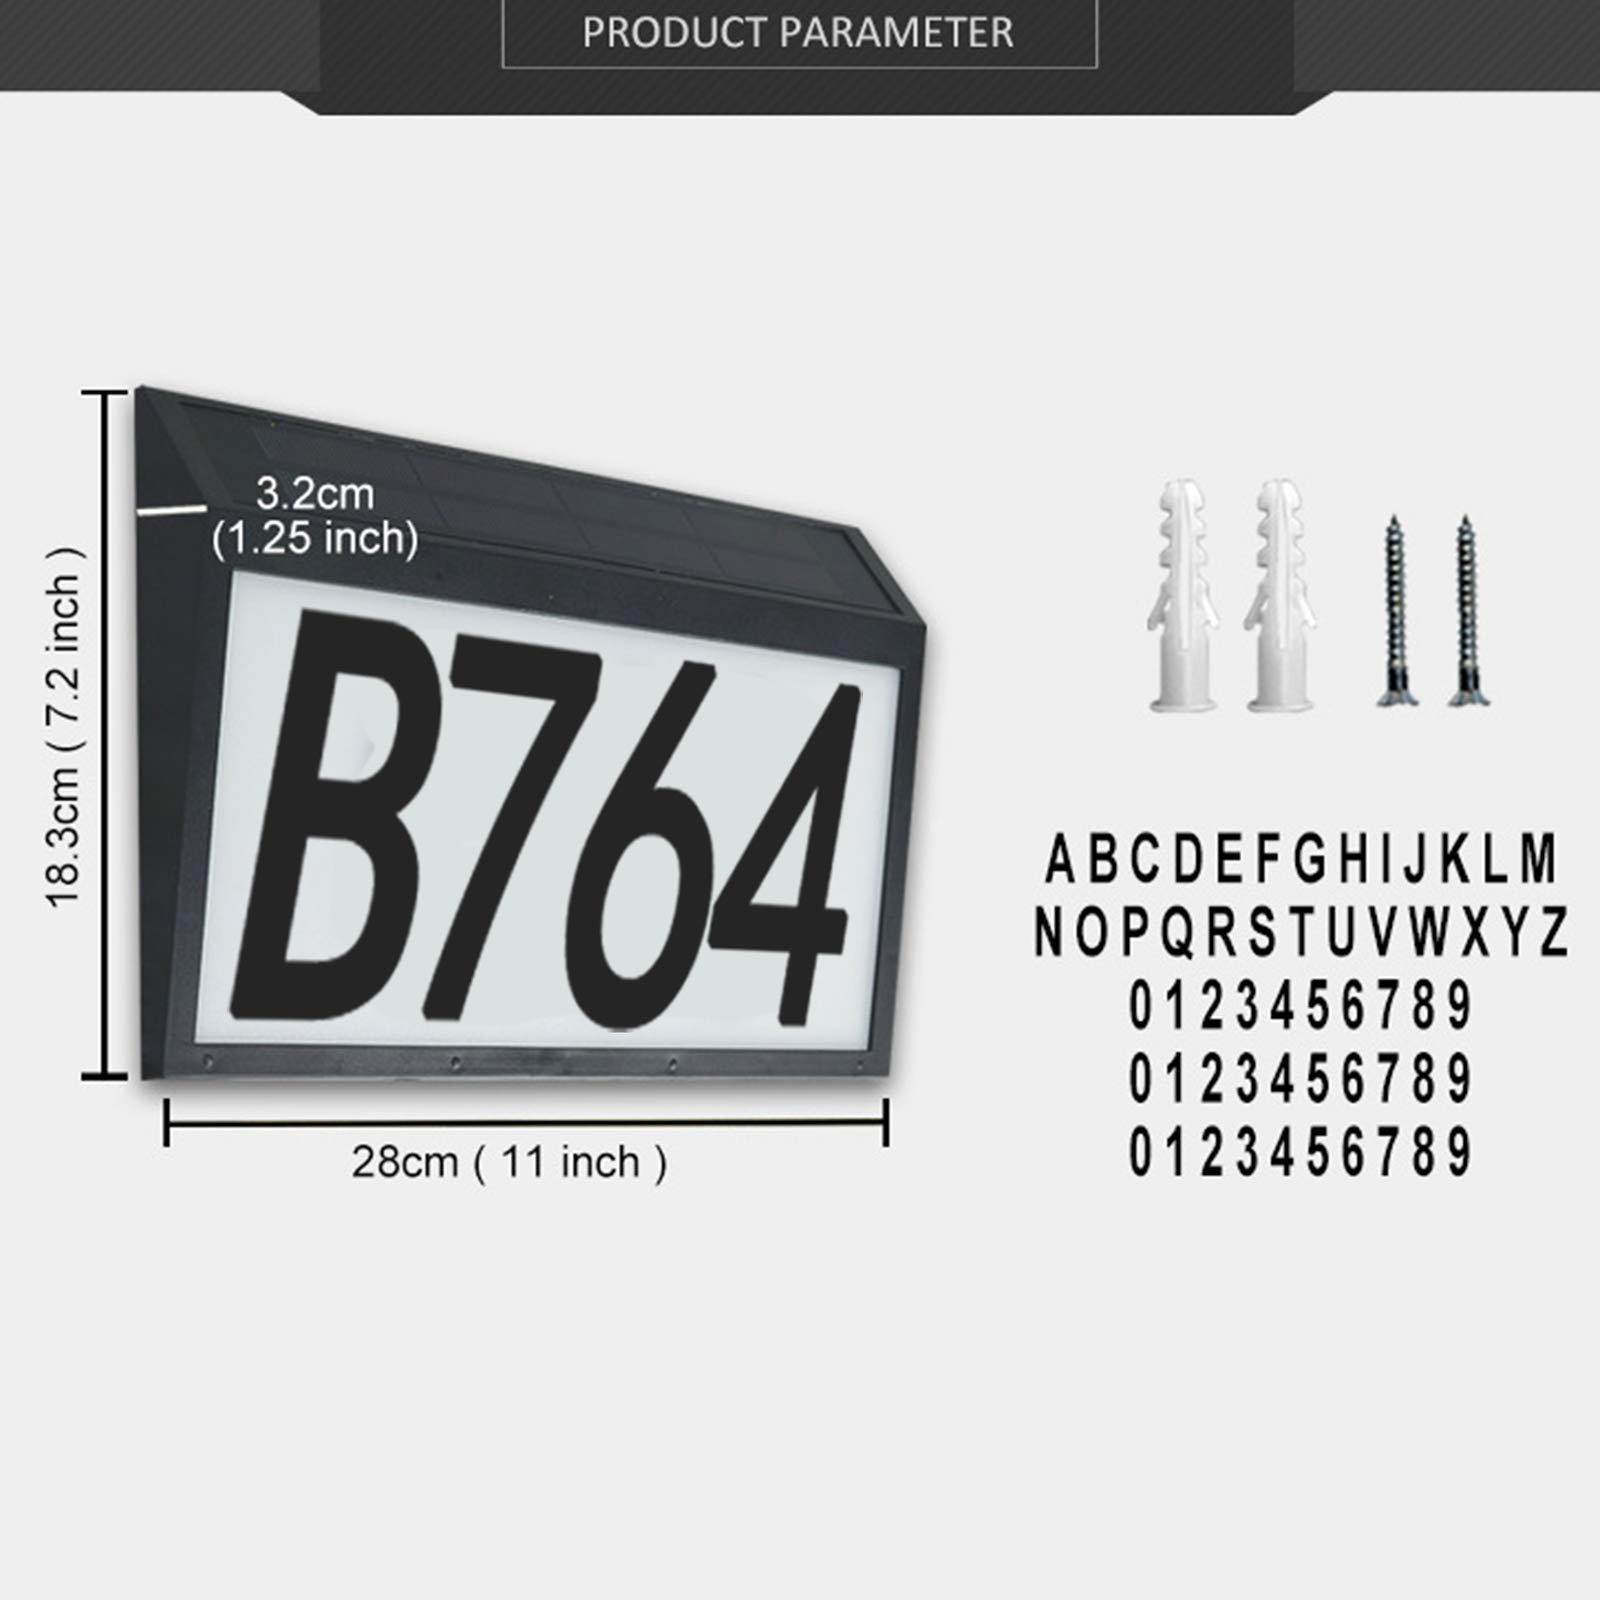 PRODUCT PARAMETER
3.2cm
(1.25 inch)
18.3cm ( 7.2 inch )
B764
28cm ( 11 inch )
ABCDEFGHIJKLM
NOPQRSTUVWXYZ
0123456789
0123456789
0123456789